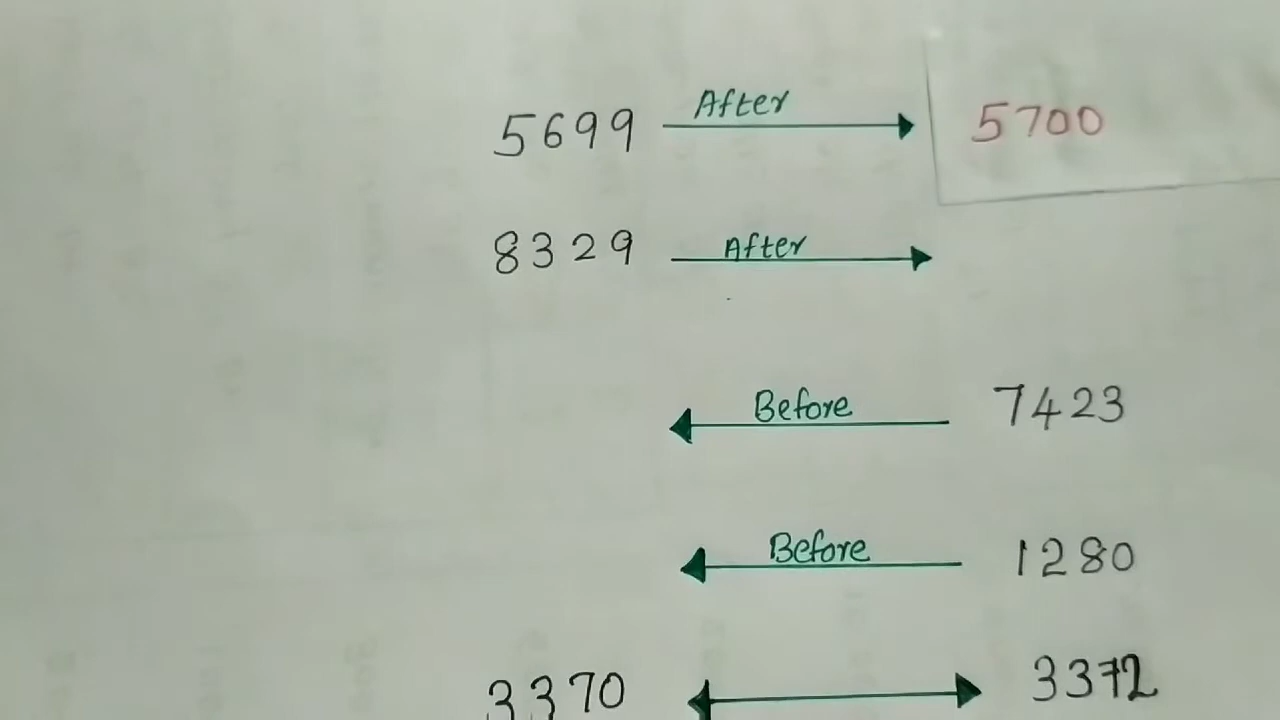 5699 After 5700
8329 After
Before 7423
Before 1280
3370 3372